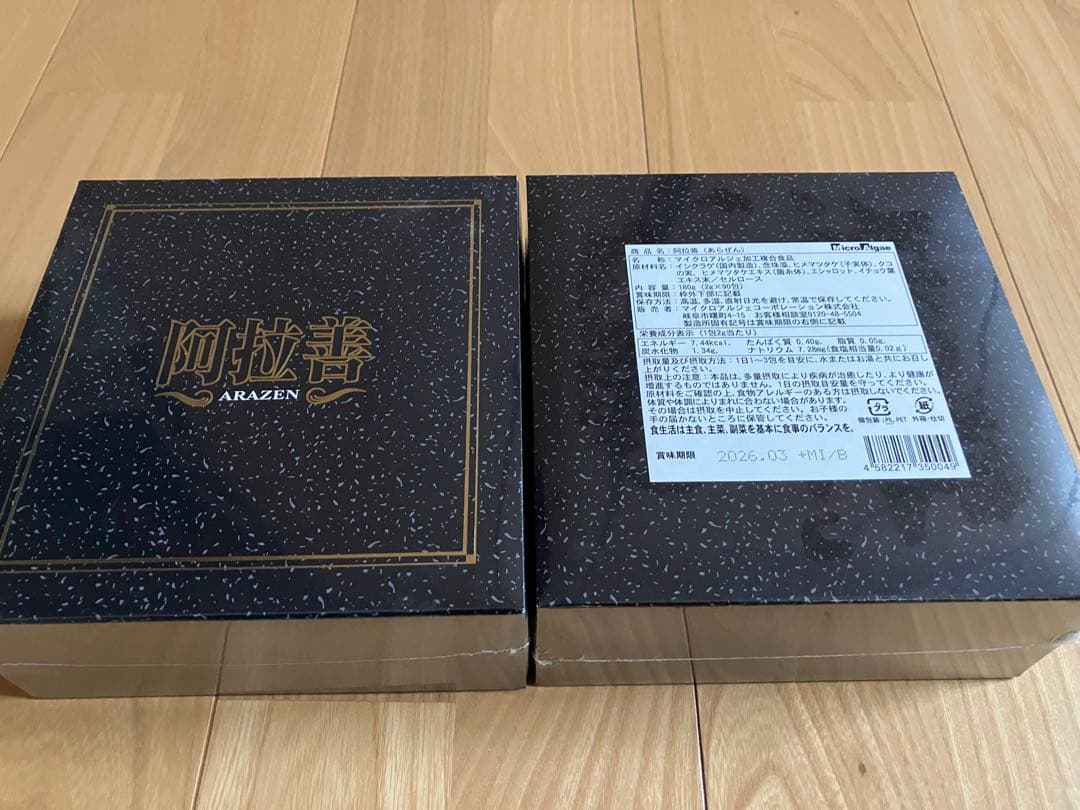 阿拉善
ARAZEN
商 品 名：阿拉善（あらぜん）
Micro Algae
名　　称：マイクロアルジェ加工複合食品
原材料名：インクラゲ（国内製造）、念珠藻、ヒメマツタケ（子実体）、クコ
の実、ヒメマツタケエキス（菌糸体）、エシャロット、イチョウ葉
エキス末／セルロース
内 容 量：180g（2g×90包）
賞味期限：枠外下部に記載
保存方法：高温、多湿、直射日光を避け、常温で保存してください。
販 売 者：マイクロアルジェコーポレーション株式会社
岐阜市曙町4-15　お客様相談室0120-48-5504
製造所固有記号は賞味期限の右側に記載
栄養成分表示（1包2g当たり）
エネルギー 7.44kcal、 たんぱく質 0.40g、 脂質 0.05g、
炭水化物　 1.34g、　 ナトリウム 7.28mg（食塩相当量0.02g）
摂取量及び摂取方法：1日1～3包を目安に、水またはお湯と共にお召し
上がりください。
摂取上の注意：本品は、多量摂取により疾病が治癒したり、より健康が
増進するものではありません。1日の摂取目安量を守ってください。
原材料をご確認の上、食物アレルギーのある方は摂取しないでください。
体質や体調によりまれに合わない場合があります。
その場合は摂取を中止してください。お子様の
手の届かないところに保管してください。
食生活は主食、主菜、副菜を基本に食事のバランスを。
プラ
紙
個包装：PE, PET　外箱・仕切
賞味期限　2026.03 +MI/B
4 582217 350049